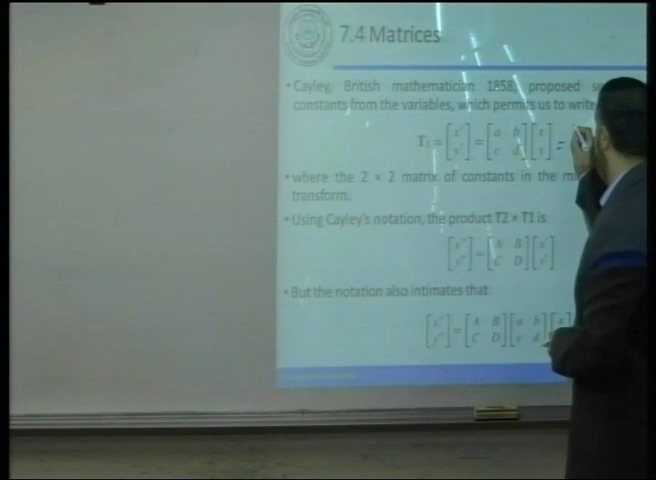 7.4 Matrices
• Cayley, British mathematician 1858, proposed
constants from the variables, which permits us to write
T1 = [x' y'] = [a b c d] [x y] =
• where the 2 × 2 matrix of constants in the
transform.
• Using Cayley's notation, the product T2 × T1 is
[x" y"] = [A B C D] [x' y']
• But the notation also intimates that
[x" y"] = [A B C D] [a b c d] [x